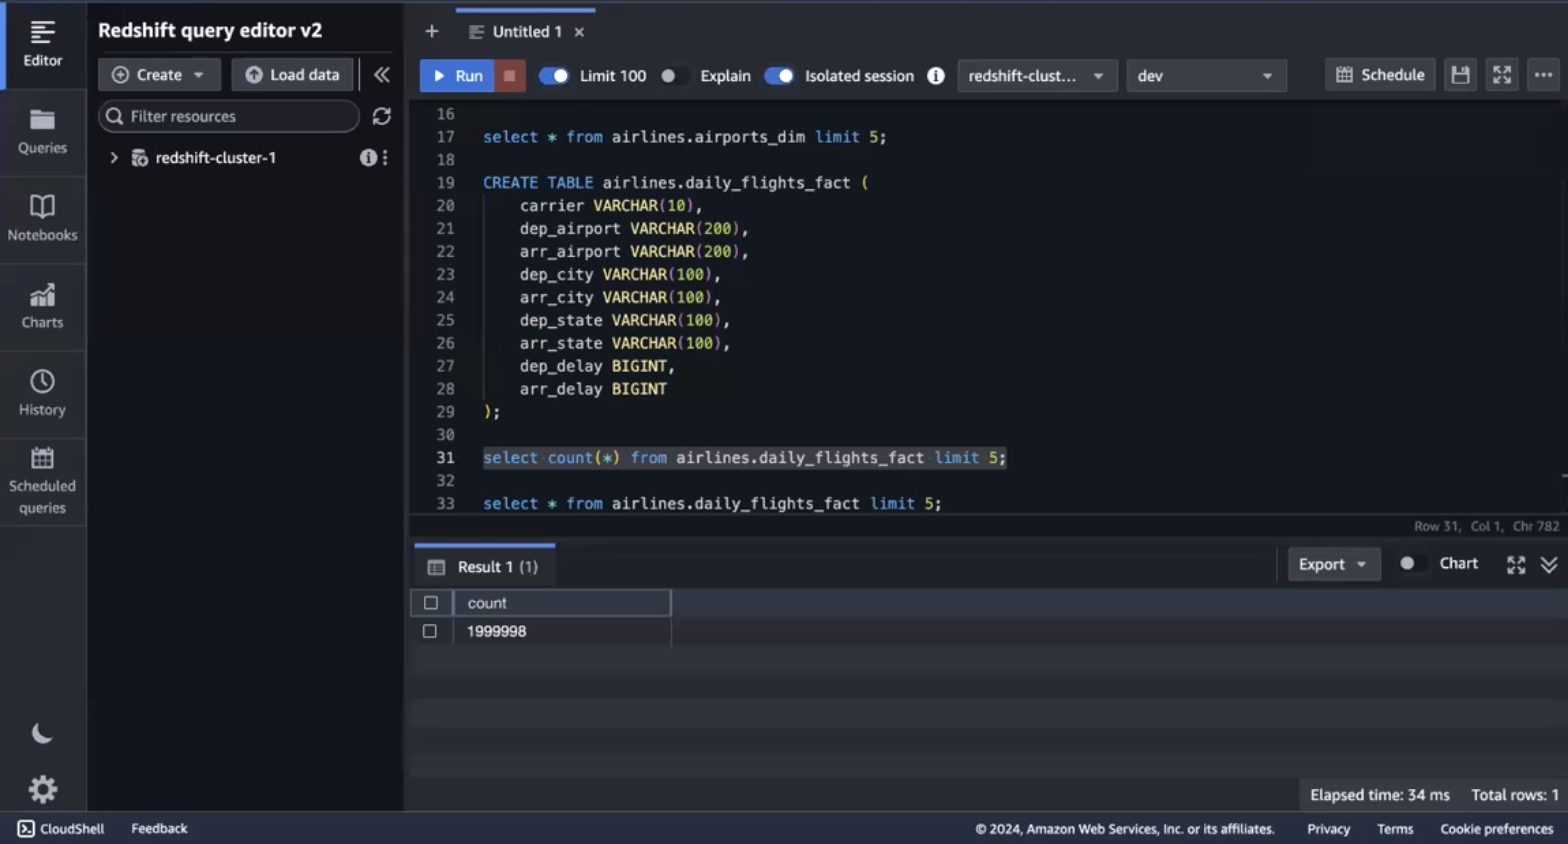 Editor
Queries
Notebooks
Charts
History
Scheduled
queries
Redshift query editor v2
Create
Load data
Filter resources
redshift-cluster-1
Untitled 1
Run
Limit 100
Explain
Isolated session
redshift-clust...
dev
Schedule
16
17 select * from airlines.airports_dim limit 5;
18
19 CREATE TABLE airlines.daily_flights_fact (
20 carrier VARCHAR(10),
21 dep_airport VARCHAR(200),
22 arr_airport VARCHAR(200),
23 dep_city VARCHAR(100),
24 arr_city VARCHAR(100),
25 dep_state VARCHAR(100),
26 arr_state VARCHAR(100),
27 dep_delay BIGINT,
28 arr_delay BIGINT
29 );
30
31 select count(*) from airlines.daily_flights_fact limit 5;
32
33 select * from airlines.daily_flights_fact limit 5;
Row 31, Col 1, Chr 782
Result 1 (1)
Export
Chart
count
1999998
Elapsed time: 34 ms Total rows: 1
CloudShell Feedback © 2024, Amazon Web Services, Inc. or its affiliates. Privacy Terms Cookie preferences